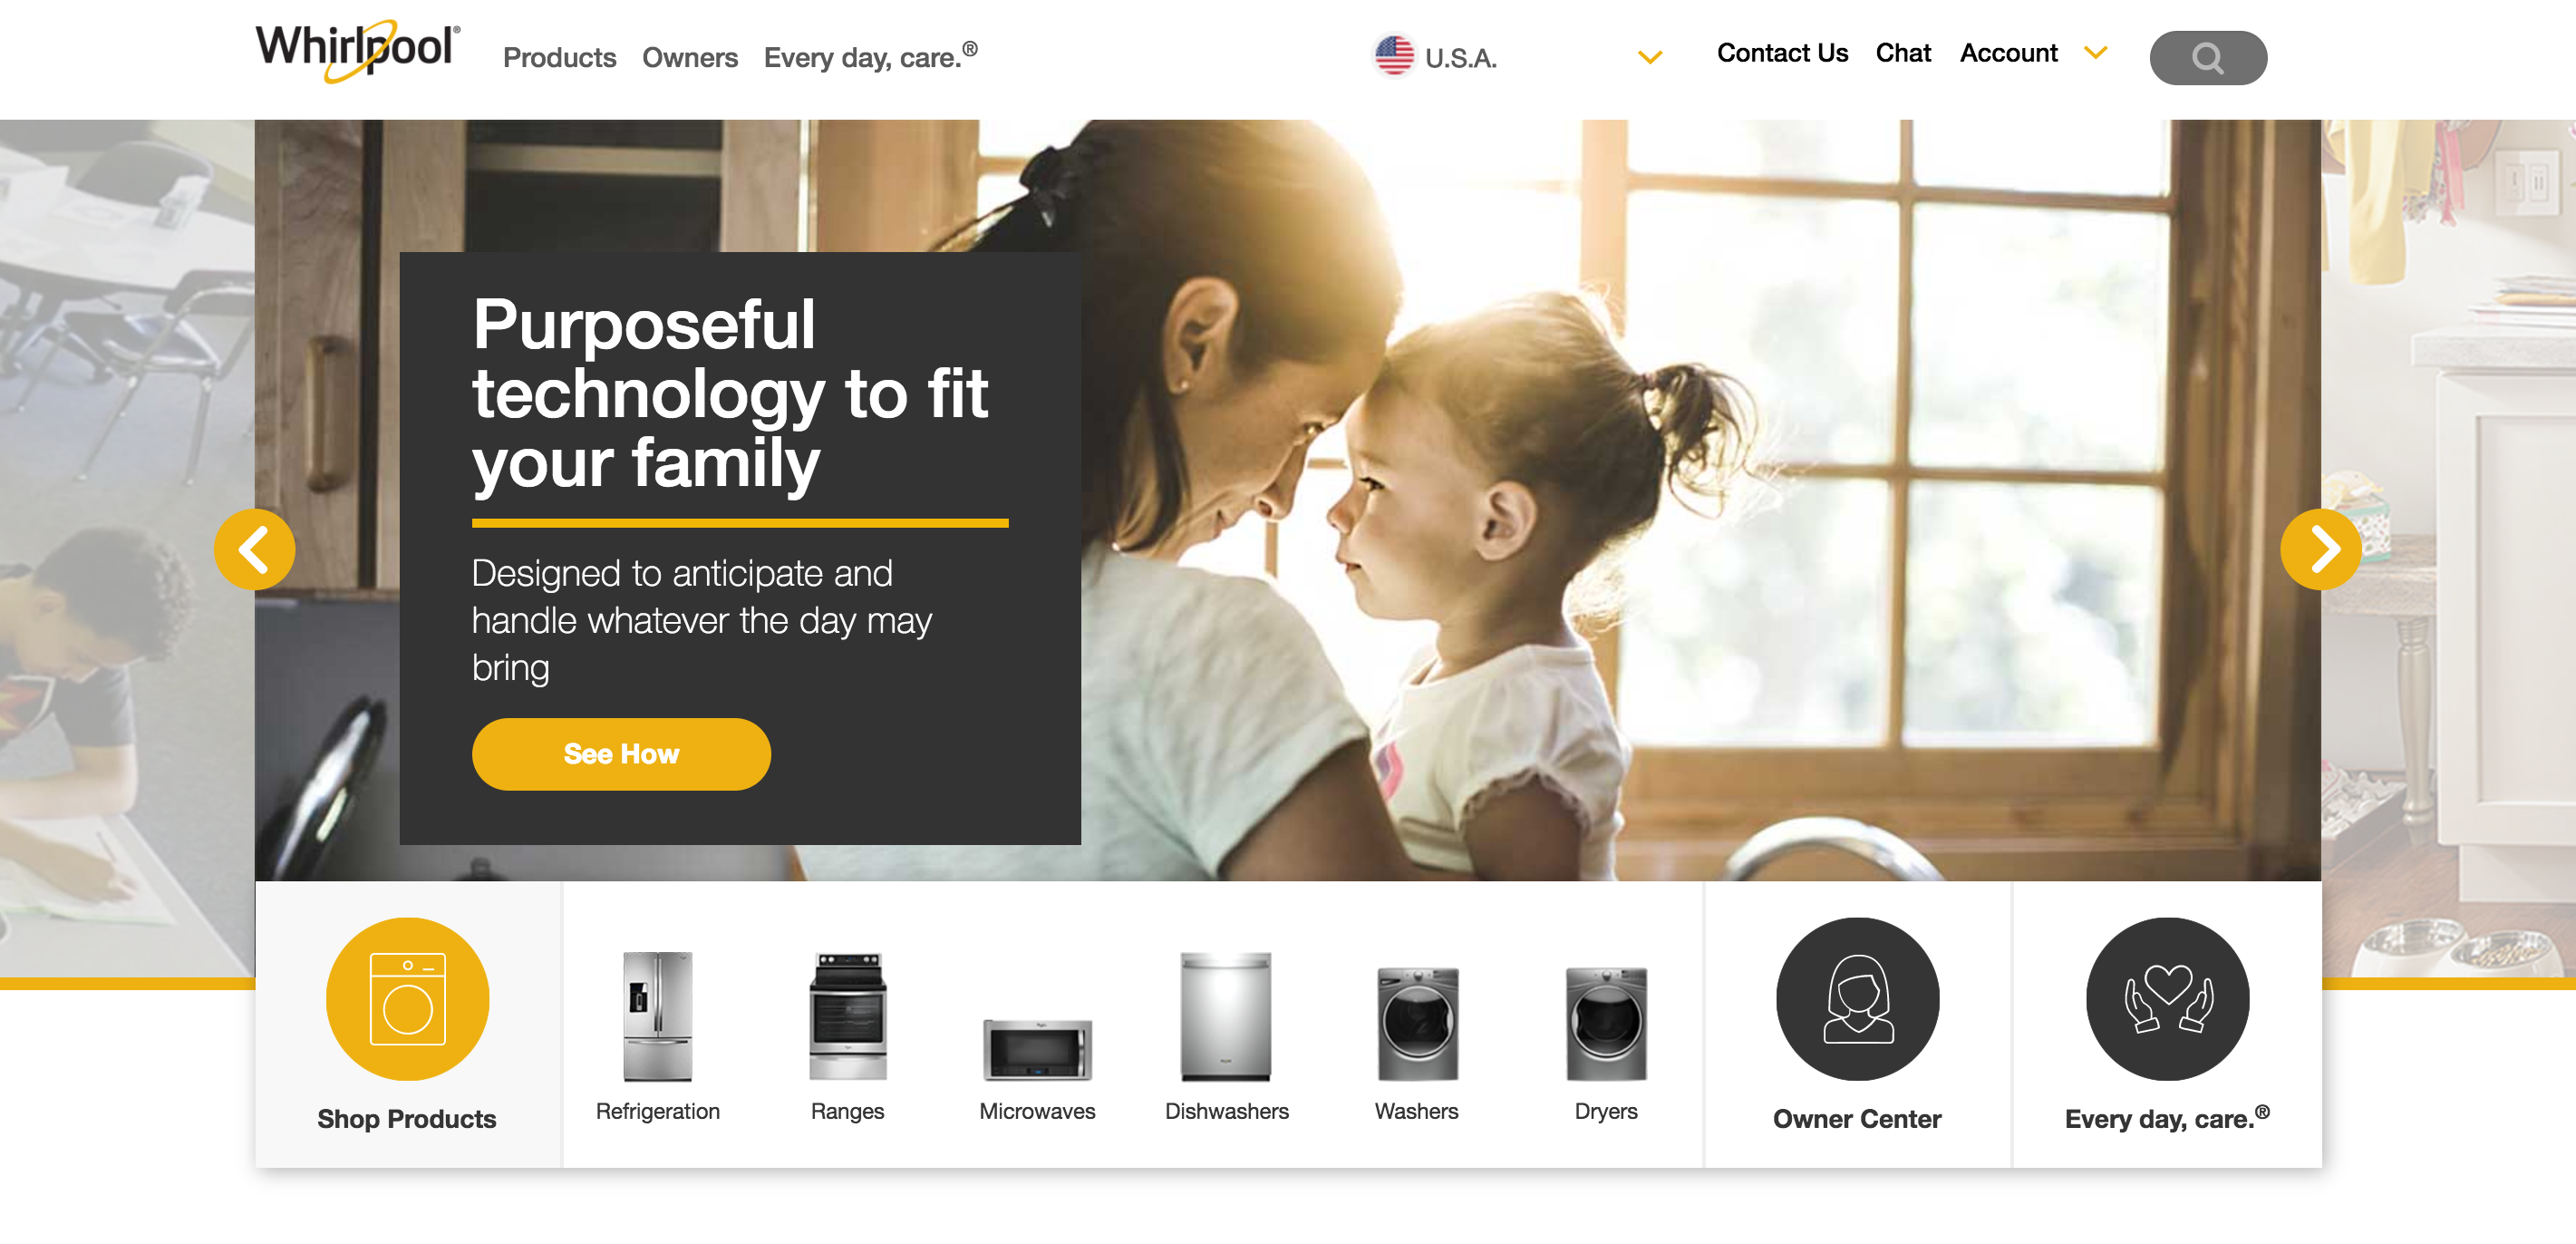 Whirlpool®
Products Owners Every day, care.®
U.S.A.
Contact Us Chat Account
Purposeful
technology to fit
your family
Designed to anticipate and
handle whatever the day may
bring
See How
Shop Products
Refrigeration
Ranges
Microwaves
Dishwashers
Washers
Dryers
Owner Center
Every day, care.®